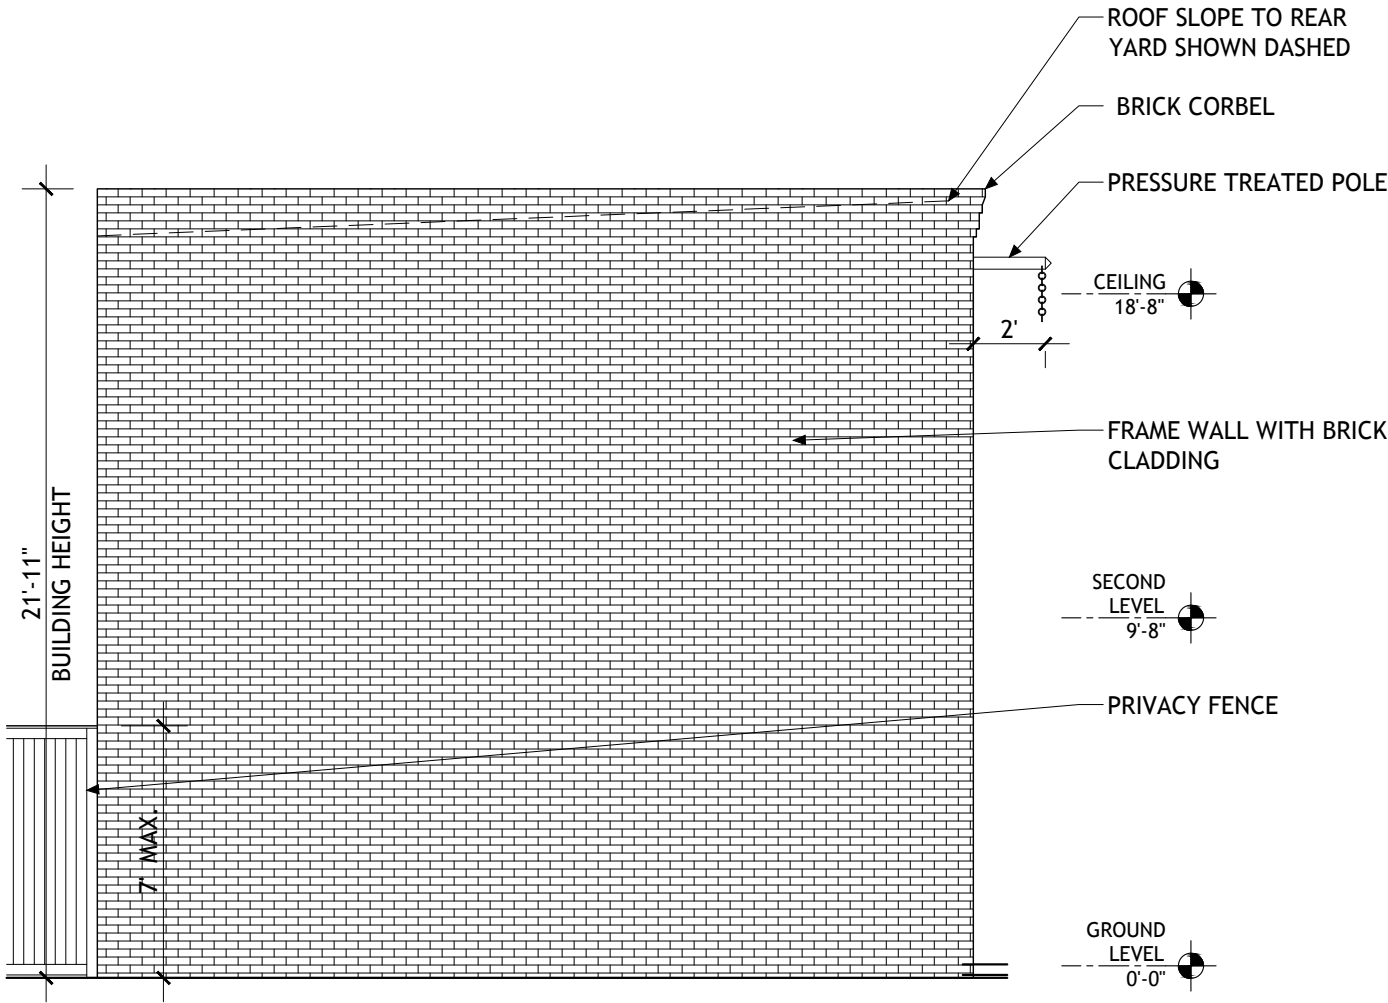 ROOF SLOPE TO REAR
YARD SHOWN DASHED
BRICK CORBEL
PRESSURE TREATED POLE
CEILING
18'-8"
2'
FRAME WALL WITH BRICK
CLADDING
21'-11"
BUILDING HEIGHT
SECOND
LEVEL
9'-8"
PRIVACY FENCE
7' MAX.
GROUND
LEVEL
0'-0"